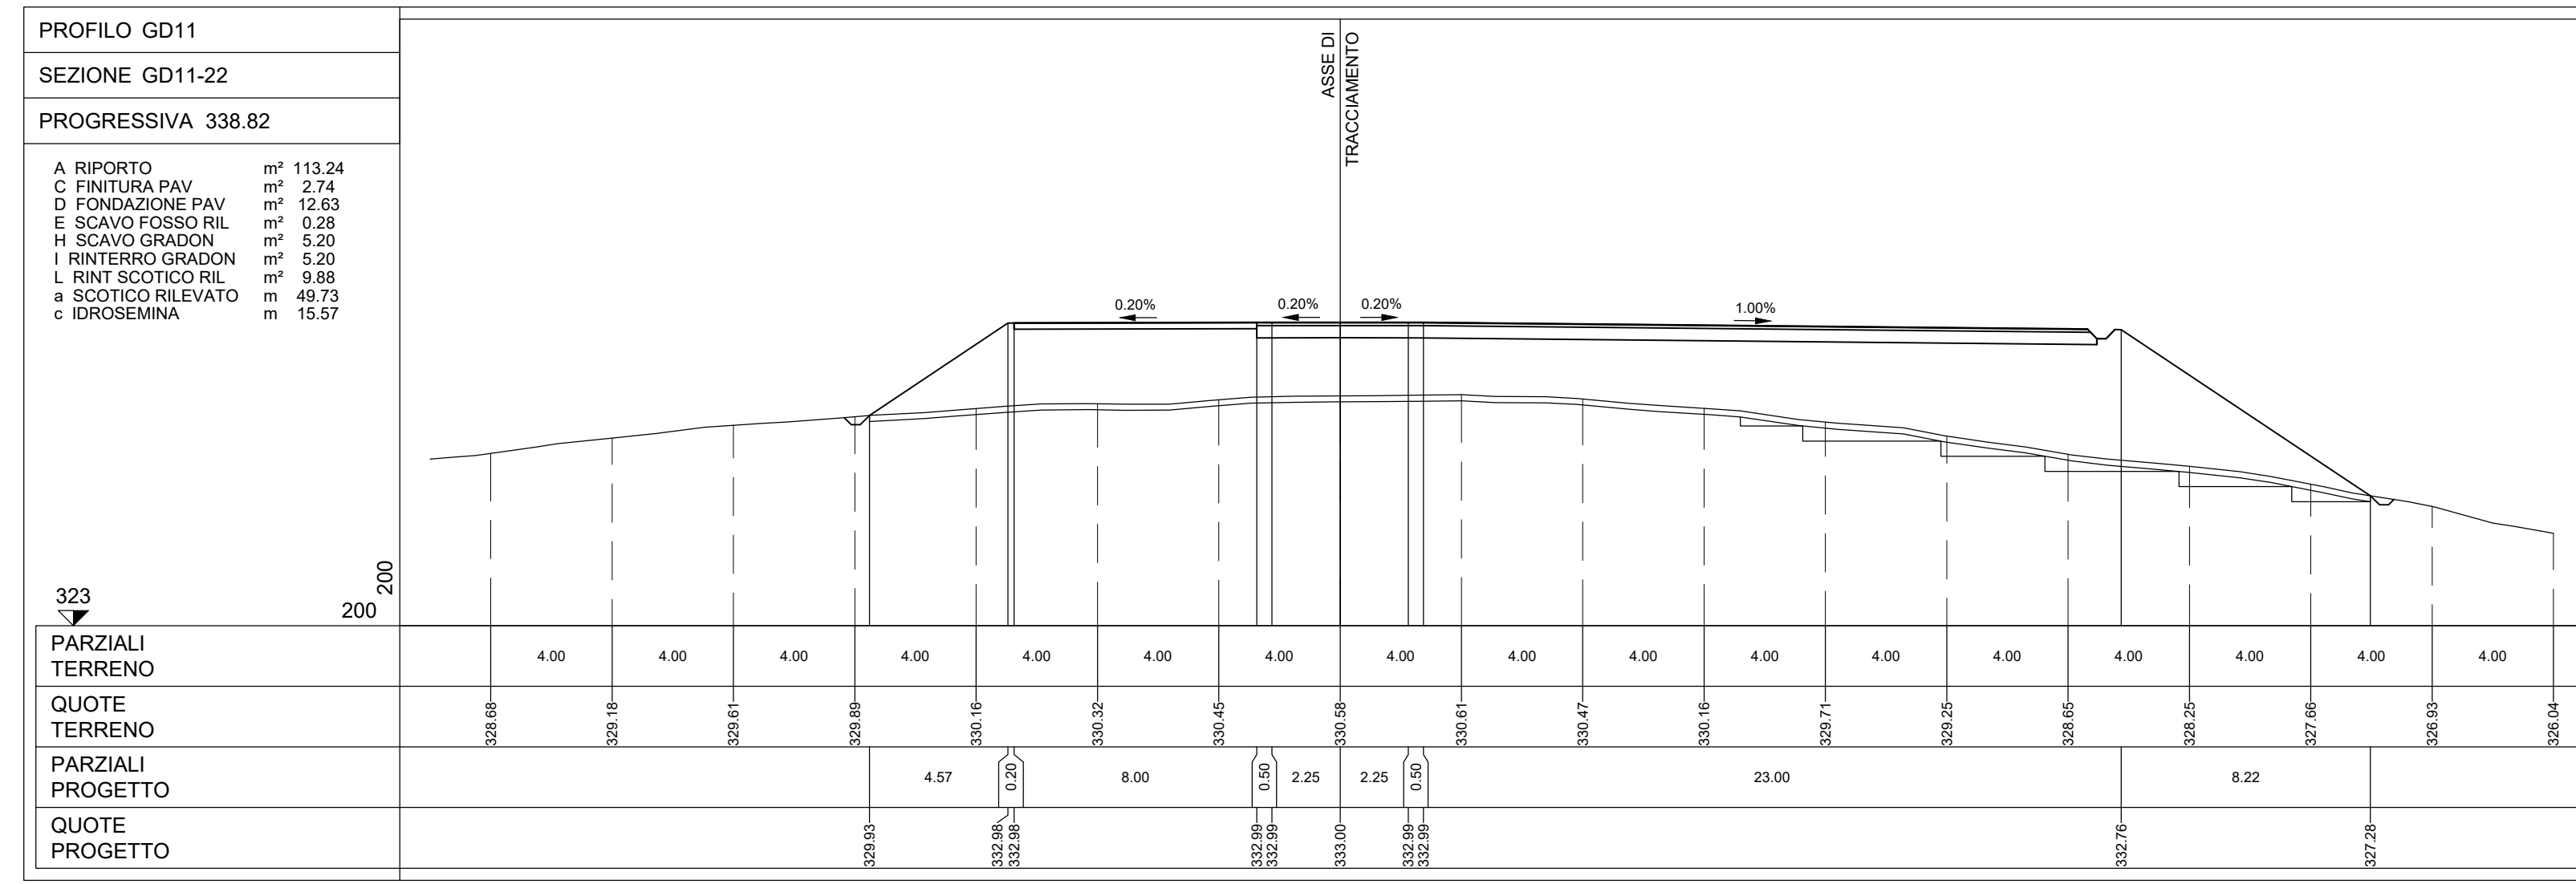 PROFILO GD11
SEZIONE GD11-22
PROGRESSIVA 338.82
A RIPORTO m² 113.24
C FINITURA PAV m² 2.74
D FONDAZIONE PAV m² 12.63
E SCAVO FOSSO RIL m² 0.28
H SCAVO GRADON m² 5.20
I RINTERRO GRADON m² 5.20
L RINT SCOTICO RIL m² 9.88
a SCOTICO RILEVATO m 49.73
c IDROSEMINA m 15.57
ASSE DI
TRACCIAMENTO
0.20% 0.20% 0.20% 1.00%
323
200
200
PARZIALI
TERRENO
4.00 4.00 4.00 4.00 4.00 4.00 4.00 4.00 4.00 4.00 4.00 4.00 4.00 4.00 4.00 4.00 4.00
QUOTE
TERRENO
328.68 329.18 329.61 329.89 330.16 330.32 330.45 330.58 330.61 330.47 330.16 329.71 329.25 328.65 328.25 327.66 326.93 326.04
PARZIALI
PROGETTO
4.57 0.20 8.00 0.50 2.25 2.25 0.50 23.00 8.22
QUOTE
PROGETTO
329.93 332.98 332.98 332.99 332.99 333.00 332.99 332.99 332.76 327.28